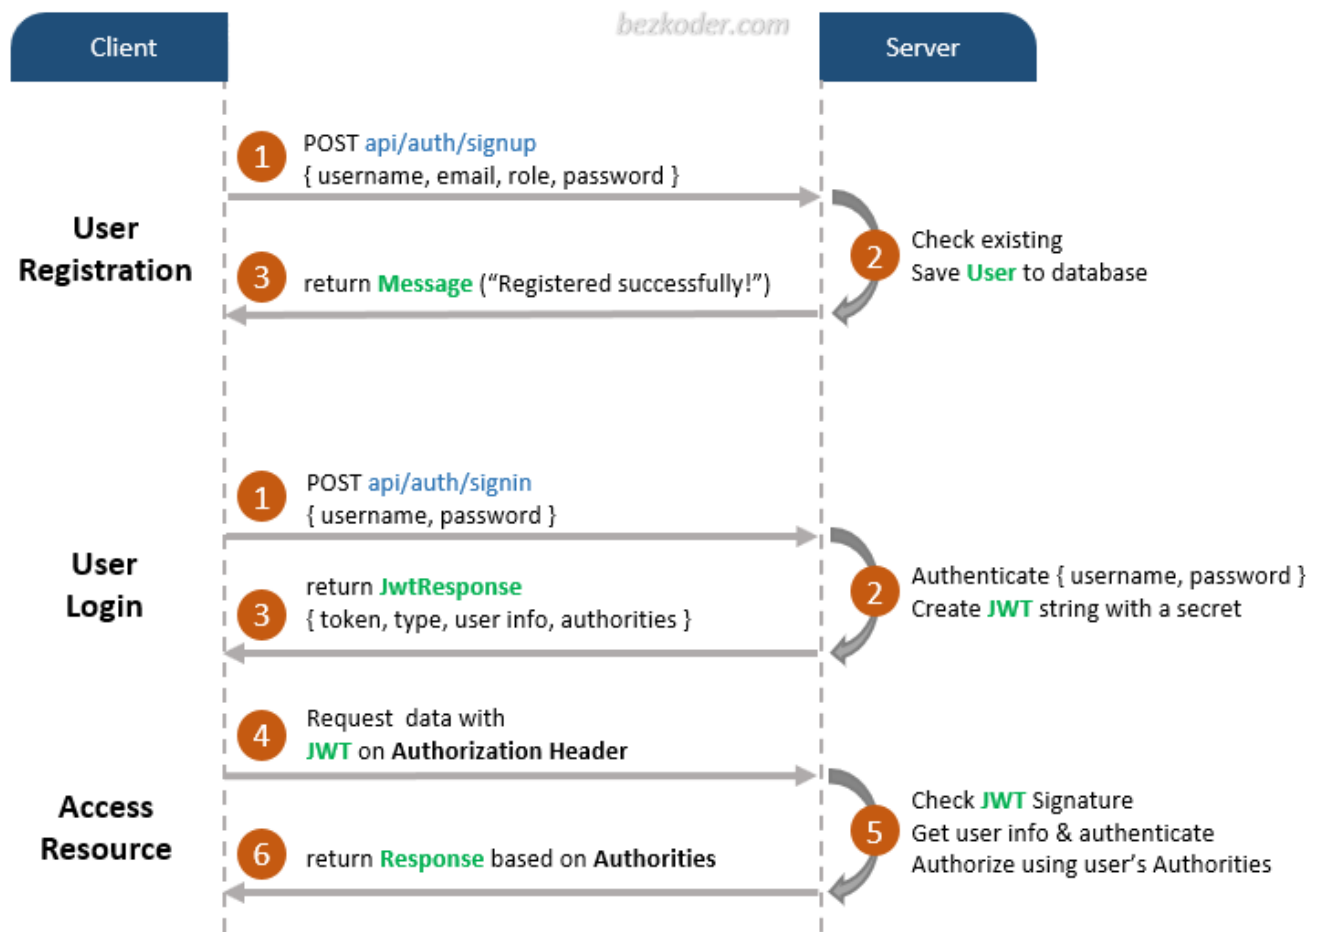 Client
bezkoder.com
Server
User
Registration
1
POST api/auth/signup
{ username, email, role, password }
2
Check existing
Save User to database
3
return Message (“Registered successfully!”)
User
Login
1
POST api/auth/signin
{ username, password }
2
Authenticate { username, password }
Create JWT string with a secret
3
return JwtResponse
{ token, type, user info, authorities }
Access
Resource
4
Request data with
JWT on Authorization Header
5
Check JWT Signature
Get user info & authenticate
Authorize using user’s Authorities
6
return Response based on Authorities